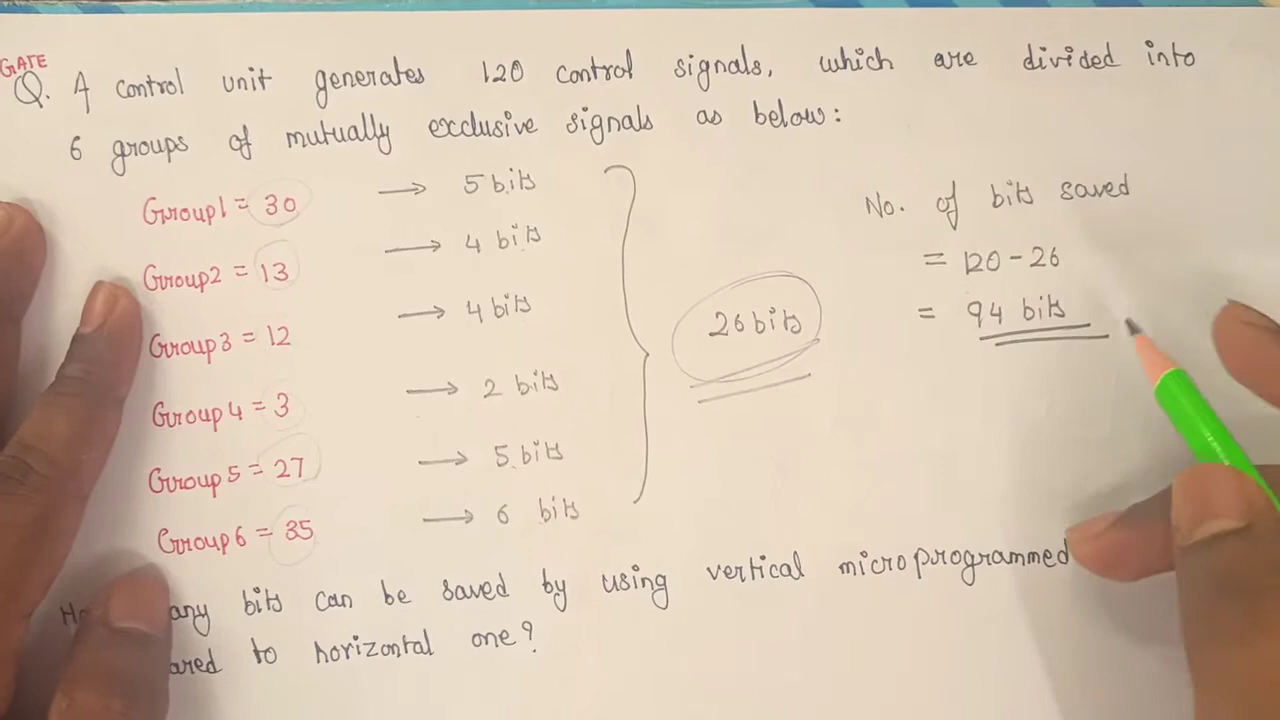 GATE
Q. A control unit generates 120 control signals, which are divided into
6 groups of mutually exclusive signals as below:
Group1 = 30 → 5 bits
Group2 = 13 → 4 bits
Group3 = 12 → 4 bits
Group4 = 3 → 2 bits
Group5 = 27 → 5 bits
Group6 = 35 → 6 bits
26 bits
No. of bits saved
= 120 - 26
= 94 bits
any bits can be saved by using vertical microprogrammed
ared to horizontal one?